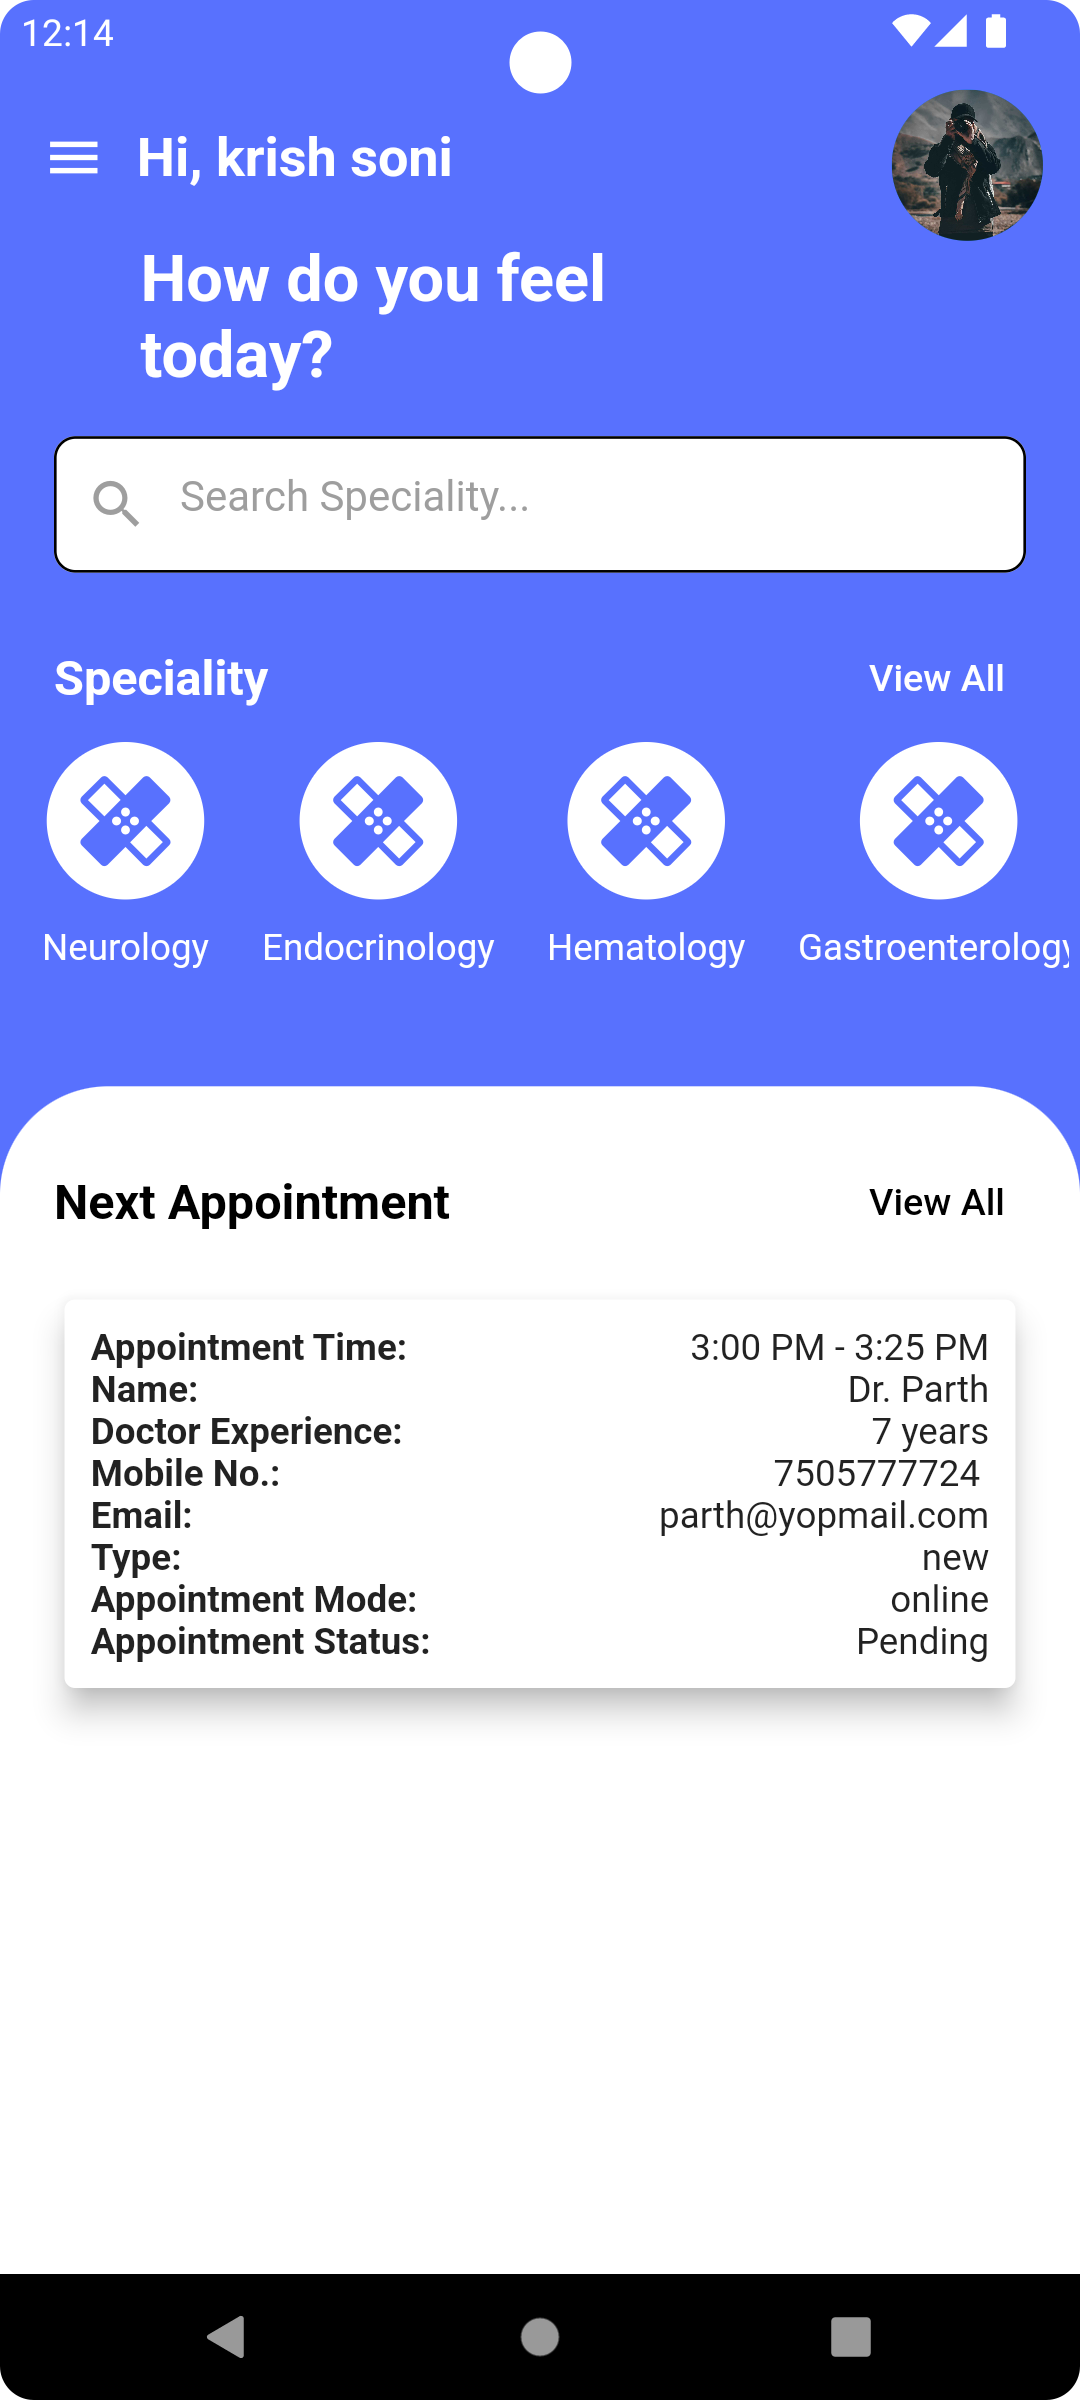 12:14
Hi, krish soni
How do you feel
today?
Search Speciality...
Speciality
View All
Neurology
Endocrinology
Hematology
Gastroenterology
Next Appointment
View All
Appointment Time: 3:00 PM - 3:25 PM
Name: Dr. Parth
Doctor Experience: 7 years
Mobile No.: 7505777724
Email: parth@yopmail.com
Type: new
Appointment Mode: online
Appointment Status: Pending